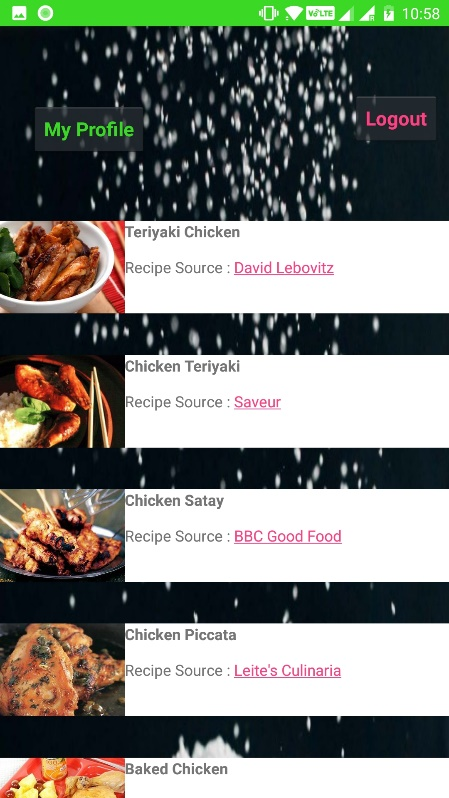 VoLTE 10:58
Logout
My Profile
Teriyaki Chicken
Recipe Source : David Lebovitz
Chicken Teriyaki
Recipe Source : Saveur
Chicken Satay
Recipe Source : BBC Good Food
Chicken Piccata
Recipe Source : Leite's Culinaria
Baked Chicken